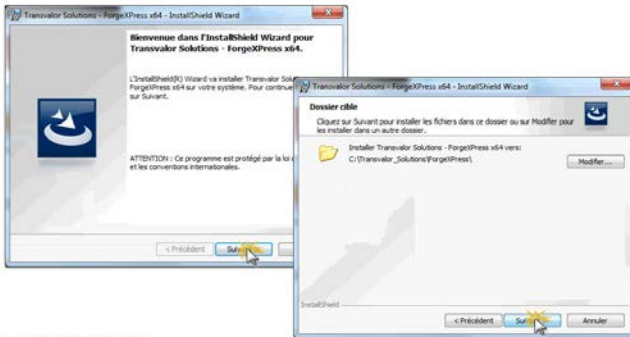 Transvalor Solutions - ForgeXPress x64 - InstallShield Wizard
Bienvenue dans l'InstallShield Wizard pour
Transvalor Solutions - ForgeXPress x64.
L'InstallShield(R) Wizard va installer Transvalor
ForgeXPress x64 sur votre système. Pour continuer
sur Suivant.
ATTENTION : Ce programme est protégé par la loi
et les conventions internationales.
< Précédent
Transvalor Solutions - ForgeXPress x64 - InstallShield Wizard
Dossier cible
Cliquez sur Suivant pour installer les fichiers dans ce dossier ou sur Modifier pour
les installer dans un autre dossier.
Installer Transvalor Solutions - ForgeXPress x64 vers:
C:\Transvalor_Solutions\ForgeXPress\
Modifier...
InstallShield
< Précédent Annuler